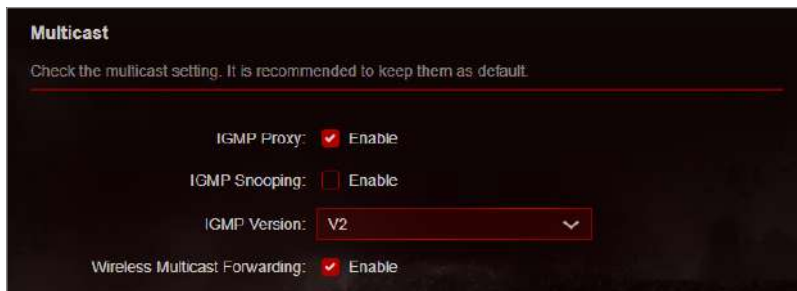 Multicast
Check the multicast setting. It is recommended to keep them as default.
IGMP Proxy: Enable
IGMP Snooping: Enable
IGMP Version: V2
Wireless Multicast Forwarding: Enable